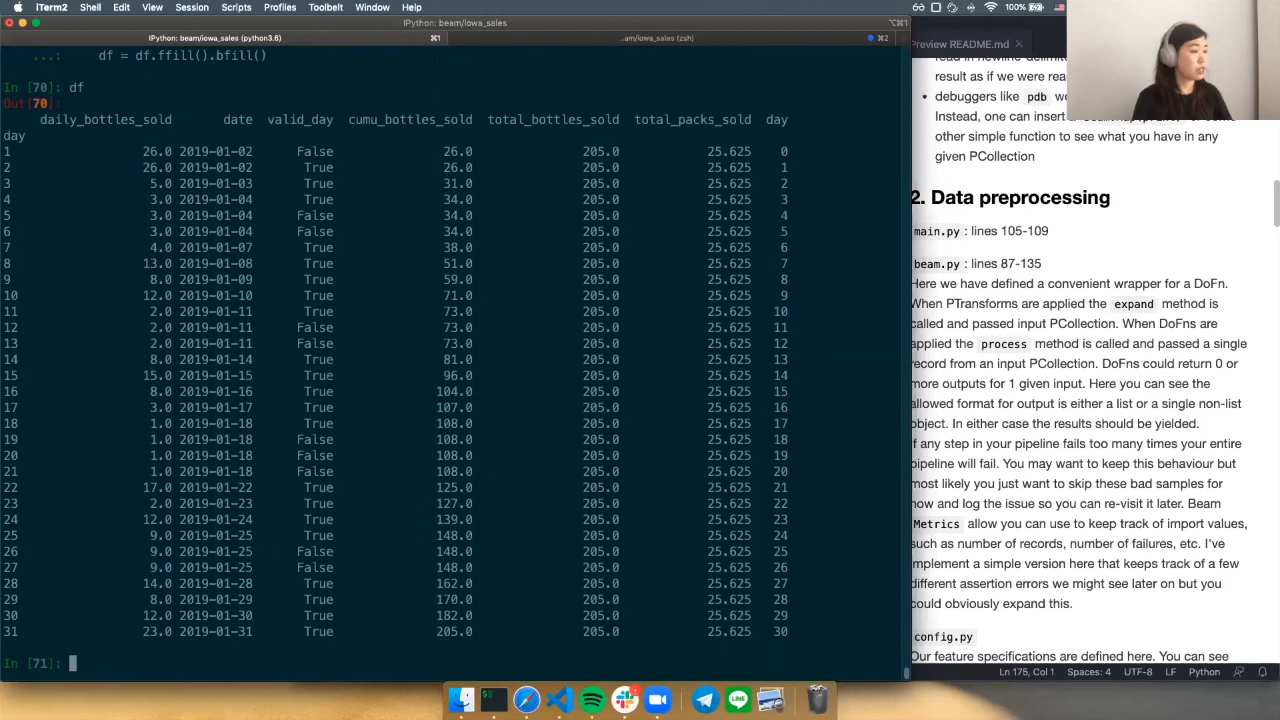 iTerm2 Shell Edit View Session Scripts Profiles Toolbelt Window Help 100%
IPython: beam/iowa_sales ⌥⌘1
IPython: beam/iowa_sales (python3.6) ⌘1 ..am/iowa_sales (zsh) ⌘2
...: df = df.ffill().bfill()
In [70]: df
Out[70]:
daily_bottles_sold date valid_day cumu_bottles_sold total_bottles_sold total_packs_sold day
day
1 26.0 2019-01-02 False 26.0 205.0 25.625 0
2 26.0 2019-01-02 True 26.0 205.0 25.625 1
3 5.0 2019-01-03 True 31.0 205.0 25.625 2
4 3.0 2019-01-04 True 34.0 205.0 25.625 3
5 3.0 2019-01-04 False 34.0 205.0 25.625 4
6 3.0 2019-01-04 False 34.0 205.0 25.625 5
7 4.0 2019-01-07 True 38.0 205.0 25.625 6
8 13.0 2019-01-08 True 51.0 205.0 25.625 7
9 8.0 2019-01-09 True 59.0 205.0 25.625 8
10 12.0 2019-01-10 True 71.0 205.0 25.625 9
11 2.0 2019-01-11 True 73.0 205.0 25.625 10
12 2.0 2019-01-11 False 73.0 205.0 25.625 11
13 2.0 2019-01-11 False 73.0 205.0 25.625 12
14 8.0 2019-01-14 True 81.0 205.0 25.625 13
15 15.0 2019-01-15 True 96.0 205.0 25.625 14
16 8.0 2019-01-16 True 104.0 205.0 25.625 15
17 3.0 2019-01-17 True 107.0 205.0 25.625 16
18 1.0 2019-01-18 True 108.0 205.0 25.625 17
19 1.0 2019-01-18 False 108.0 205.0 25.625 18
20 1.0 2019-01-18 False 108.0 205.0 25.625 19
21 1.0 2019-01-18 False 108.0 205.0 25.625 20
22 17.0 2019-01-22 True 125.0 205.0 25.625 21
23 2.0 2019-01-23 True 127.0 205.0 25.625 22
24 12.0 2019-01-24 True 139.0 205.0 25.625 23
25 9.0 2019-01-25 True 148.0 205.0 25.625 24
26 9.0 2019-01-25 False 148.0 205.0 25.625 25
27 9.0 2019-01-25 False 148.0 205.0 25.625 26
28 14.0 2019-01-28 True 162.0 205.0 25.625 27
29 8.0 2019-01-29 True 170.0 205.0 25.625 28
30 12.0 2019-01-30 True 182.0 205.0 25.625 29
31 23.0 2019-01-31 True 205.0 205.0 25.625 30
In [71]:
Preview README.md
result as if we were rea
• debuggers like pdb wo
Instead, one can insert a
other simple function to see what you have in any
given PCollection
2. Data preprocessing
main.py : lines 105-109
beam.py : lines 87-135
Here we have defined a convenient wrapper for a DoFn.
When PTransforms are applied the expand method is
called and passed input PCollection. When DoFns are
applied the process method is called and passed a single
record from an input PCollection. DoFns could return 0 or
more outputs for 1 given input. Here you can see the
allowed format for output is either a list or a single non-list
object. In either case the results should be yielded.
If any step in your pipeline fails too many times your entire
pipeline will fail. You may want to keep this behaviour but
most likely you just want to skip these bad samples for
now and log the issue so you can re-visit it later. Beam
Metrics allow you can use to keep track of import values,
such as number of records, number of failures, etc. I've
implement a simple version here that keeps track of a few
different assertion errors we might see later on but you
could obviously expand this.
config.py
Our feature specifications are defined here. You can see
Ln 175, Col 1 Spaces: 4 UTF-8 LF Python